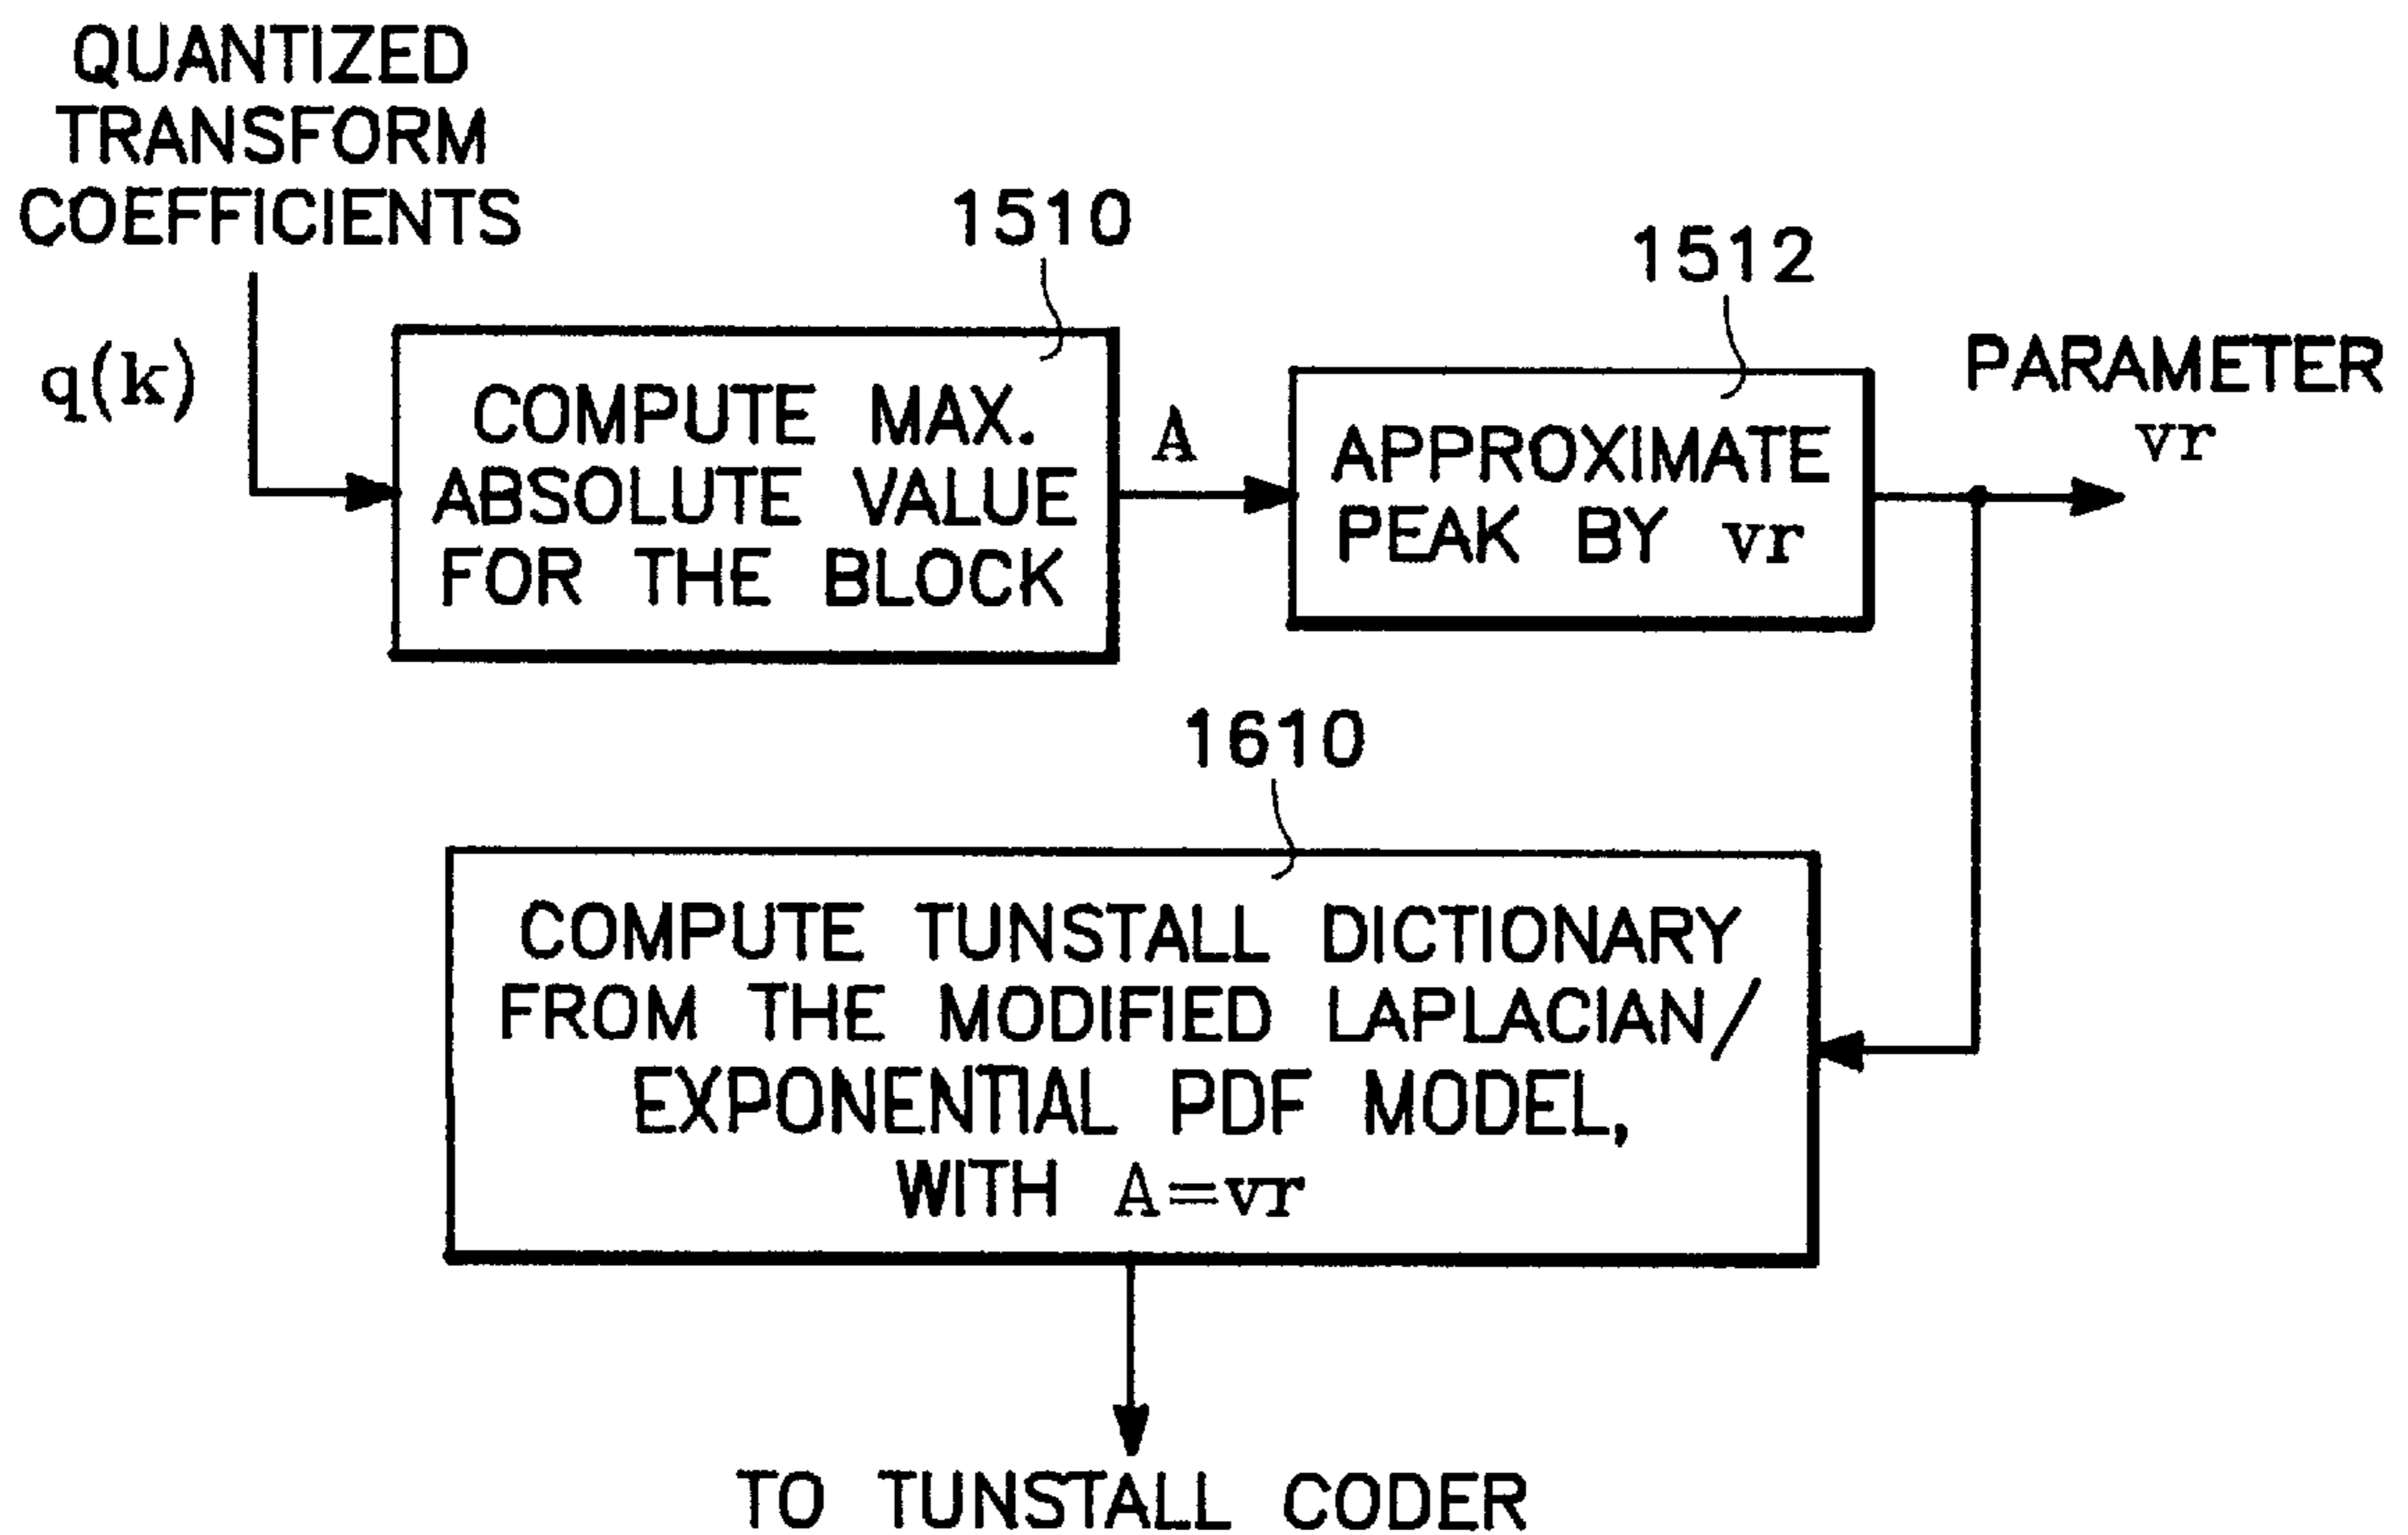 QUANTIZED
TRANSFORM
COEFFICIENTS
q(k)
1510
COMPUTE MAX.
ABSOLUTE VALUE
FOR THE BLOCK
A
1512
APPROXIMATE
PEAK BY vr
PARAMETER
vr
1610
COMPUTE TUNSTALL DICTIONARY
FROM THE MODIFIED LAPLACIAN/
EXPONENTIAL PDF MODEL,
WITH A=vr
TO TUNSTALL CODER